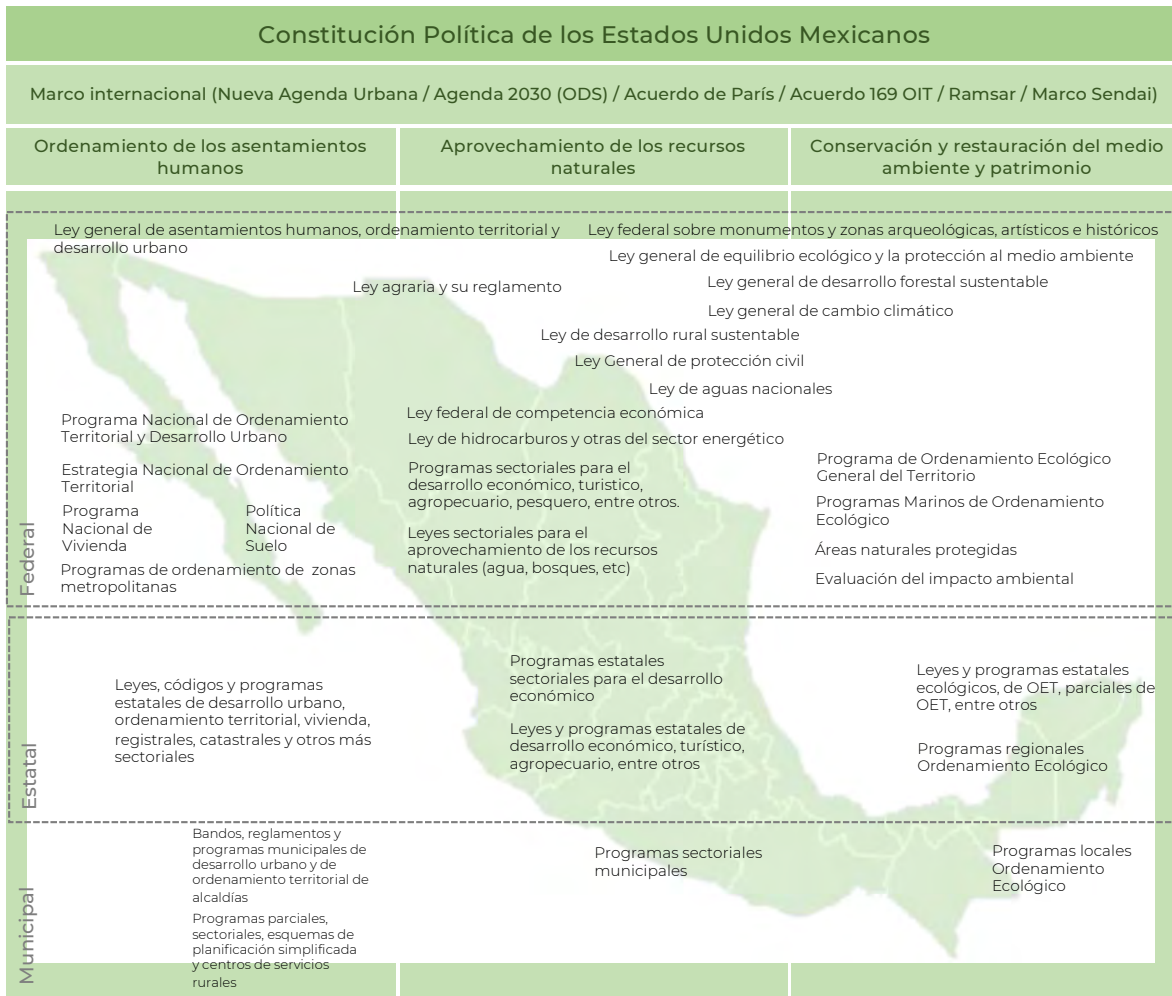 Constitución Política de los Estados Unidos Mexicanos
Marco internacional (Nueva Agenda Urbana / Agenda 2030 (ODS) / Acuerdo de París / Acuerdo 169 OIT / Ramsar / Marco Sendai)
Ordenamiento de los asentamientos
humanos
Aprovechamiento de los recursos
naturales
Conservación y restauración del medio
ambiente y patrimonio
Federal
Ley general de asentamientos humanos, ordenamiento territorial y
desarrollo urbano
Ley federal sobre monumentos y zonas arqueológicas, artísticos e históricos
Ley general de equilibrio ecológico y la protección al medio ambiente
Ley agraria y su reglamento
Ley general de desarrollo forestal sustentable
Ley general de cambio climático
Ley de desarrollo rural sustentable
Ley General de protección civil
Ley de aguas nacionales
Ley federal de competencia económica
Ley de hidrocarburos y otras del sector energético
Programa Nacional de Ordenamiento
Territorial y Desarrollo Urbano
Estrategia Nacional de Ordenamiento
Territorial
Programa
Nacional de
Vivienda
Política
Nacional de
Suelo
Programas de ordenamiento de zonas
metropolitanas
Programas sectoriales para el
desarrollo económico, turistico,
agropecuario, pesquero, entre otros.
Leyes sectoriales para el
aprovechamiento de los recursos
naturales (agua, bosques, etc)
Programa de Ordenamiento Ecológico
General del Territorio
Programas Marinos de Ordenamiento
Ecológico
Áreas naturales protegidas
Evaluación del impacto ambiental
Estatal
Leyes, códigos y programas
estatales de desarrollo urbano,
ordenamiento territorial, vivienda,
registrales, catastrales y otros más
sectoriales
Programas estatales
sectoriales para el desarrollo
económico
Leyes y programas estatales de
desarrollo económico, turístico,
agropecuario, entre otros
Leyes y programas estatales
ecológicos, de OET, parciales de
OET, entre otros
Programas regionales
Ordenamiento Ecológico
Municipal
Bandos, reglamentos y
programas municipales de
desarrollo urbano y de
ordenamiento territorial de
alcaldías
Programas parciales,
sectoriales, esquemas de
planificación simplificada
y centros de servicios
rurales
Programas sectoriales
municipales
Programas locales
Ordenamiento
Ecológico